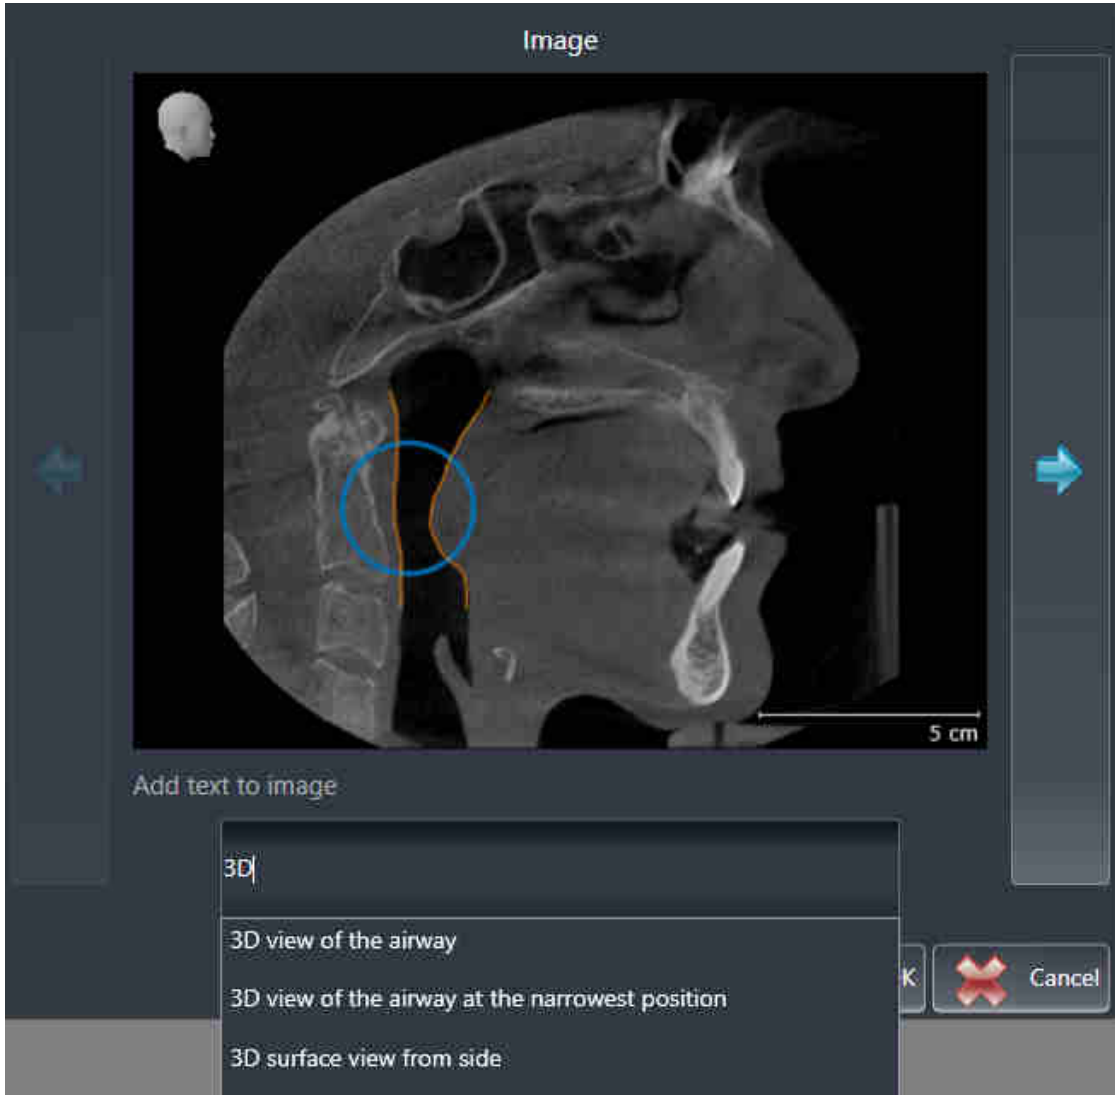 Image
5 cm
Add text to image
3D
3D view of the airway
K Cancel
3D view of the airway at the narrowest position
3D surface view from side